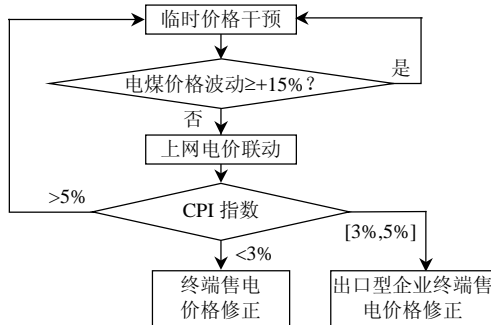 临时价格干预
电煤价格波动≥+15%？
是
否
上网电价联动
>5%
CPI 指数
[3%,5%]
<3%
终端售电
价格修正
出口型企业终端售
电价格修正